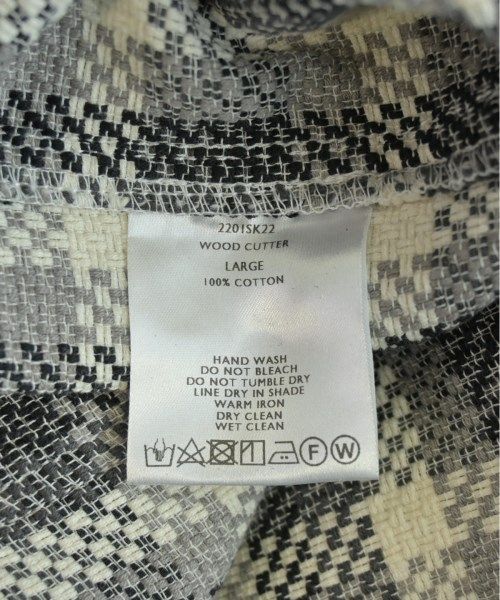 2201SK22
WOOD CUTTER
LARGE
100% COTTON
HAND WASH
DO NOT BLEACH
DO NOT TUMBLE DRY
LINE DRY IN SHADE
WARM IRON
DRY CLEAN
WET CLEAN
F W